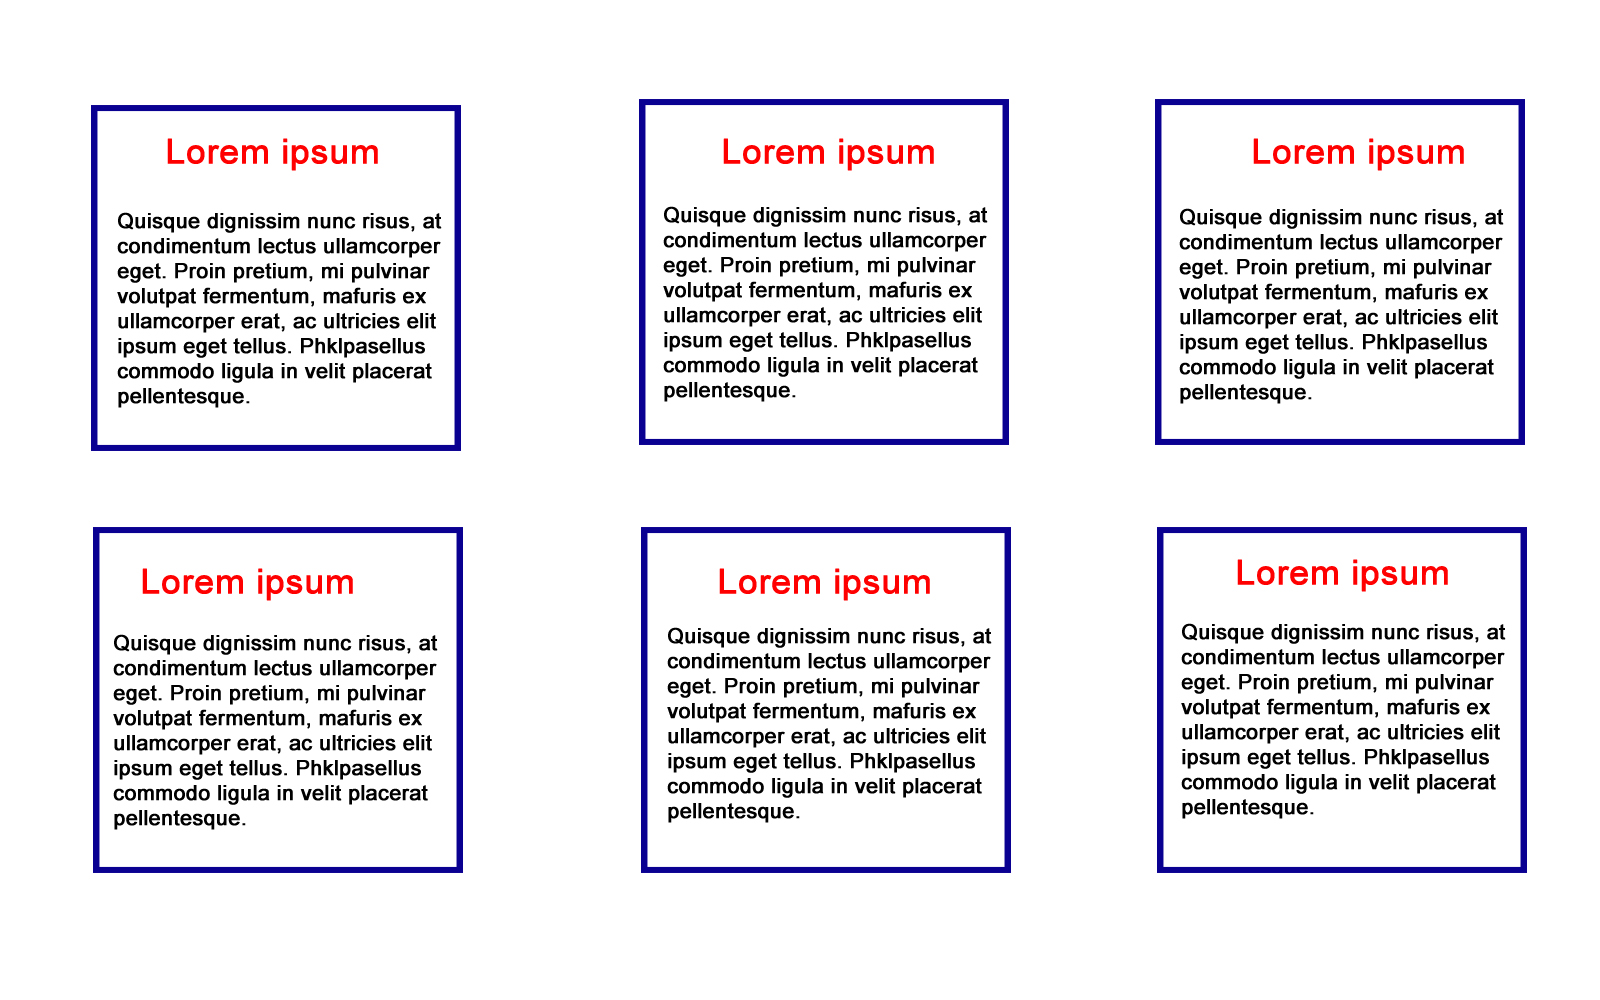 Lorem ipsum
Quisque dignissim nunc risus, at
condimentum lectus ullamcorper
eget. Proin pretium, mi pulvinar
volutpat fermentum, mafuris ex
ullamcorper erat, ac ultricies elit
ipsum eget tellus. Phklpasellus
commodo ligula in velit placerat
pellentesque.
Lorem ipsum
Quisque dignissim nunc risus, at
condimentum lectus ullamcorper
eget. Proin pretium, mi pulvinar
volutpat fermentum, mafuris ex
ullamcorper erat, ac ultricies elit
ipsum eget tellus. Phklpasellus
commodo ligula in velit placerat
pellentesque.
Lorem ipsum
Quisque dignissim nunc risus, at
condimentum lectus ullamcorper
eget. Proin pretium, mi pulvinar
volutpat fermentum, mafuris ex
ullamcorper erat, ac ultricies elit
ipsum eget tellus. Phklpasellus
commodo ligula in velit placerat
pellentesque.
Lorem ipsum
Quisque dignissim nunc risus, at
condimentum lectus ullamcorper
eget. Proin pretium, mi pulvinar
volutpat fermentum, mafuris ex
ullamcorper erat, ac ultricies elit
ipsum eget tellus. Phklpasellus
commodo ligula in velit placerat
pellentesque.
Lorem ipsum
Quisque dignissim nunc risus, at
condimentum lectus ullamcorper
eget. Proin pretium, mi pulvinar
volutpat fermentum, mafuris ex
ullamcorper erat, ac ultricies elit
ipsum eget tellus. Phklpasellus
commodo ligula in velit placerat
pellentesque.
Lorem ipsum
Quisque dignissim nunc risus, at
condimentum lectus ullamcorper
eget. Proin pretium, mi pulvinar
volutpat fermentum, mafuris ex
ullamcorper erat, ac ultricies elit
ipsum eget tellus. Phklpasellus
commodo ligula in velit placerat
pellentesque.